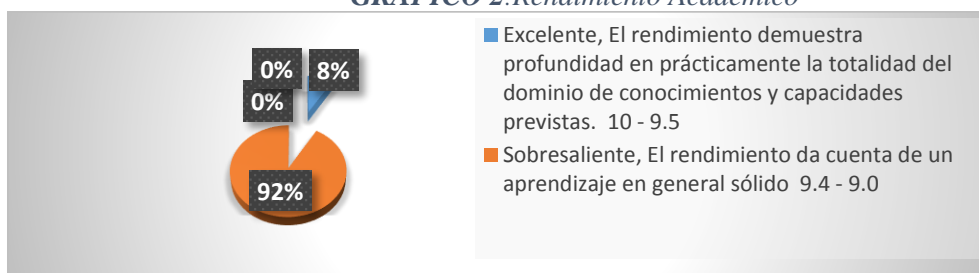 GRÁFICO 2:Rendimiento Académico
0% 8%
0%
92%
Excelente, El rendimiento demuestra
profundidad en prácticamente la totalidad del
dominio de conocimientos y capacidades
previstas. 10 - 9.5
Sobresaliente, El rendimiento da cuenta de un
aprendizaje en general sólido 9.4 - 9.0